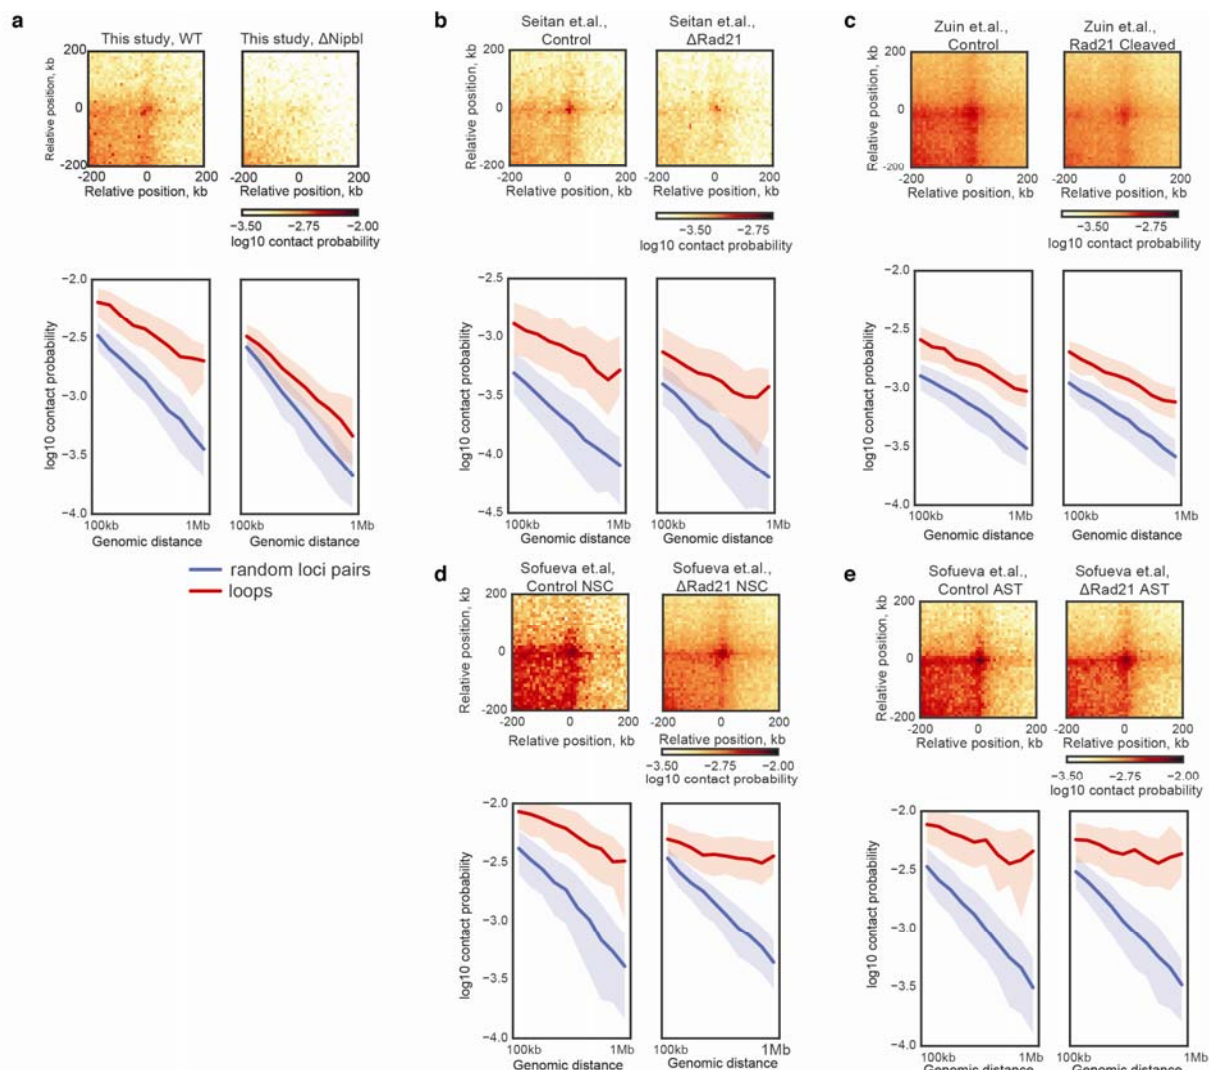 a
This study, WT
This study, ΔNipbl
Relative position, kb
200
0
-200
-200 0 200
-200 0 200
Relative position, kb
Relative position, kb
−3.50 −2.75 −2.00
log10 contact probability
log10 contact probability
−2.0
−2.5
−3.0
−3.5
−4.0
100kb 1Mb
100kb 1Mb
Genomic distance
Genomic distance
random loci pairs
loops
b
Seitan et.al.,
Control
Seitan et.al.,
ΔRad21
Relative position, kb
200
0
-200
-200 0 200
-200 0 200
Relative position, kb
Relative position, kb
−3.50 −2.75
log10 contact probability
log10 contact probability
−2.5
−3.0
−3.5
−4.0
−4.5
100kb 1Mb
100kb 1Mb
Genomic distance
Genomic distance
c
Zuin et.al.,
Control
Zuin et.al.,
Rad21 Cleaved
Relative position, kb
200
0
-200
-200 0 200
-200 0 200
Relative position, kb
Relative position, kb
−3.50 −2.75
log10 contact probability
log10 contact probability
−2.0
−2.5
−3.0
−3.5
−4.0
100kb 1Mb
100kb 1Mb
Genomic distance
Genomic distance
d
Sofueva et.al,
Control NSC
Sofueva et.al.,
ΔRad21 NSC
Relative position, kb
200
0
-200
-200 0 200
-200 0 200
Relative position, kb
Relative position, kb
−3.50 −2.75 −2.00
log10 contact probability
log10 contact probability
−2.0
−2.5
−3.0
−3.5
−4.0
100kb 1Mb
100kb 1Mb
Genomic distance
Genomic distance
e
Sofueva et.al.,
Control AST
Sofueva et.al,
ΔRad21 AST
Relative position, kb
200
0
-200
-200 0 200
-200 0 200
Relative position, kb
Relative position, kb
−3.50 −2.75 −2.00
log10 contact probability
log10 contact probability
−2.0
−2.5
−3.0
−3.5
−4.0
100kb 1Mb
100kb 1Mb
Genomic distance
Genomic distance